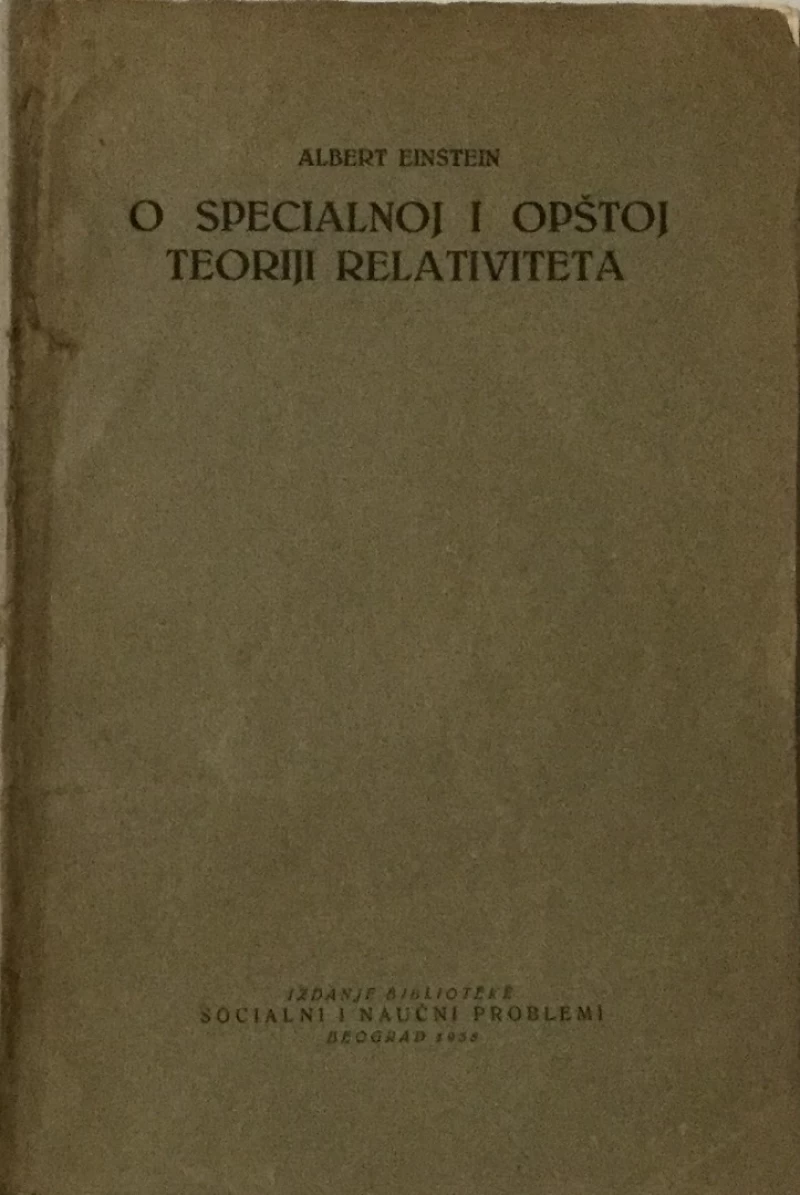 ALBERT EINSTEIN
O SPECIALNOJ I OPŠTOJ
TEORIJI RELATIVITETA
IZDANJE BIBLIOTEKE
SOCIALNI I NAUČNI PROBLEMI
BEOGRAD